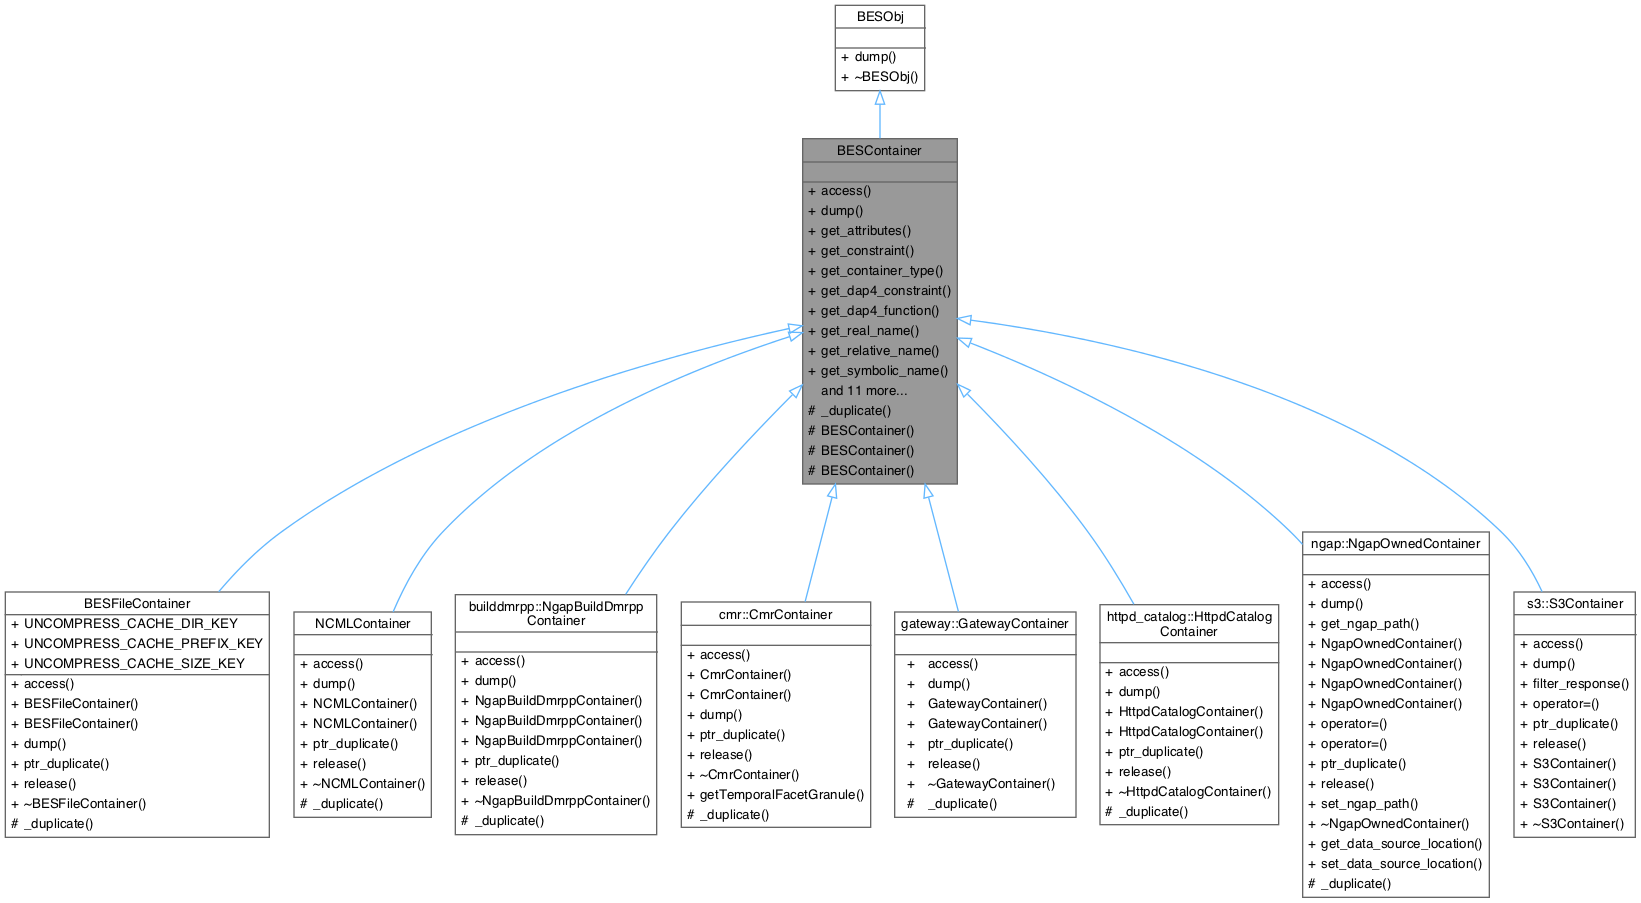 BESObj
+ dump()
+ ~BESObj()
BESContainer
+ access()
+ dump()
+ get_attributes()
+ get_constraint()
+ get_container_type()
+ get_dap4_constraint()
+ get_dap4_function()
+ get_real_name()
+ get_relative_name()
+ get_symbolic_name()
and 11 more...
# _duplicate()
# BESContainer()
# BESContainer()
# BESContainer()
BESFileContainer
+ UNCOMPRESS_CACHE_DIR_KEY
+ UNCOMPRESS_CACHE_PREFIX_KEY
+ UNCOMPRESS_CACHE_SIZE_KEY
+ access()
+ BESFileContainer()
+ BESFileContainer()
+ dump()
+ ptr_duplicate()
+ release()
+ ~BESFileContainer()
# _duplicate()
NCMLContainer
+ access()
+ dump()
+ NCMLContainer()
+ NCMLContainer()
+ ptr_duplicate()
+ release()
+ ~NCMLContainer()
# _duplicate()
builddmrpp::NgapBuildDmrpp
Container
+ access()
+ dump()
+ NgapBuildDmrppContainer()
+ NgapBuildDmrppContainer()
+ NgapBuildDmrppContainer()
+ ptr_duplicate()
+ release()
+ ~NgapBuildDmrppContainer()
# _duplicate()
cmr::CmrContainer
+ access()
+ CmrContainer()
+ CmrContainer()
+ dump()
+ ptr_duplicate()
+ release()
+ ~CmrContainer()
+ getTemporalFacetGranule()
# _duplicate()
gateway::GatewayContainer
+ access()
+ dump()
+ GatewayContainer()
+ GatewayContainer()
+ ptr_duplicate()
+ release()
+ ~GatewayContainer()
# _duplicate()
httpd_catalog::HttpdCatalog
Container
+ access()
+ dump()
+ HttpdCatalogContainer()
+ HttpdCatalogContainer()
+ ptr_duplicate()
+ release()
+ ~HttpdCatalogContainer()
# _duplicate()
ngap::NgapOwnedContainer
+ access()
+ dump()
+ get_ngap_path()
+ NgapOwnedContainer()
+ NgapOwnedContainer()
+ NgapOwnedContainer()
+ NgapOwnedContainer()
+ operator=()
+ operator=()
+ ptr_duplicate()
+ release()
+ set_ngap_path()
+ ~NgapOwnedContainer()
+ get_data_source_location()
+ set_data_source_location()
# _duplicate()
s3::S3Container
+ access()
+ dump()
+ filter_response()
+ operator=()
+ ptr_duplicate()
+ release()
+ S3Container()
+ S3Container()
+ S3Container()
+ ~S3Container()